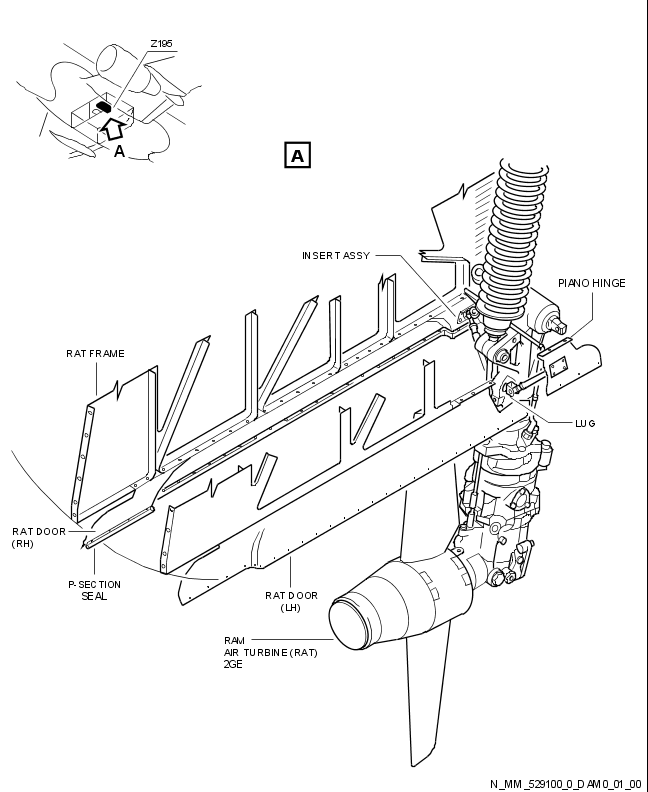 Z195
A
A
INSERT ASSY
PIANO HINGE
RAT FRAME
LUG
RAT DOOR
(RH)
P-SECTION
SEAL
RAT DOOR
(LH)
RAM
AIR TURBINE (RAT)
2GE
N_MM_529100_0_DAM0_01_00